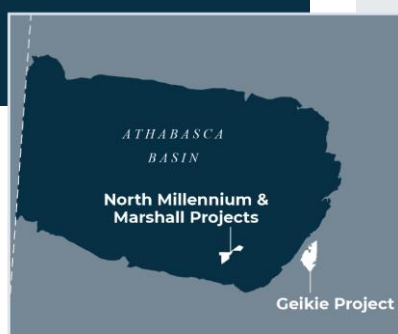 ATHABASCA
BASIN
North Millennium &
Marshall Projects
Geikie Project